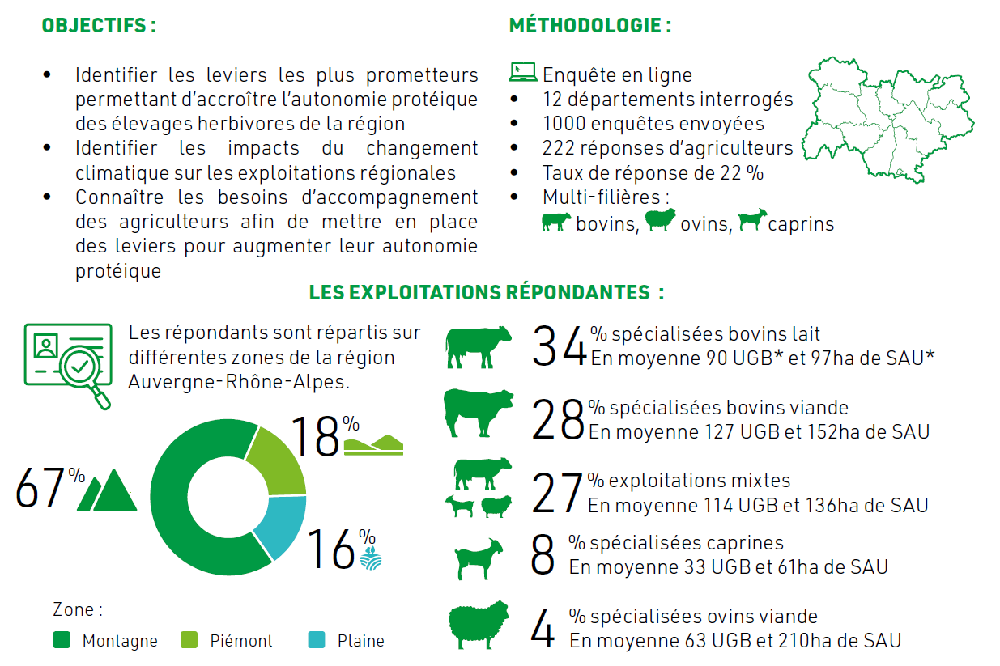 OBJECTIFS :
• Identifier les leviers les plus prometteurs
permettant d’accroître l’autonomie protéique
des élevages herbivores de la région
• Identifier les impacts du changement
climatique sur les exploitations régionales
• Connaître les besoins d’accompagnement
des agriculteurs afin de mettre en place
des leviers pour augmenter leur autonomie
protéique
MÉTHODOLOGIE :
Enquête en ligne
• 12 départements interrogés
• 1000 enquêtes envoyées
• 222 réponses d’agriculteurs
• Taux de réponse de 22 %
• Multi-filières :
bovins, ovins, caprins
LES EXPLOITATIONS RÉPONDANTES :
Les répondants sont répartis sur
différentes zones de la région
Auvergne-Rhône-Alpes.
18%
67%
16%
Zone :
Montagne Piémont Plaine
34 % spécialisées bovins lait
En moyenne 90 UGB* et 97ha de SAU*
28 % spécialisées bovins viande
En moyenne 127 UGB et 152ha de SAU
27 % exploitations mixtes
En moyenne 114 UGB et 136ha de SAU
8 % spécialisées caprines
En moyenne 33 UGB et 61ha de SAU
4 % spécialisées ovins viande
En moyenne 63 UGB et 210ha de SAU